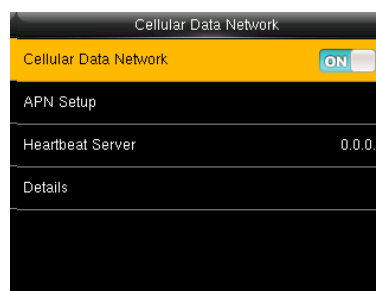 Cellular Data Network
Cellular Data Network ON
APN Setup
Heartbeat Server 0.0.0.
Details